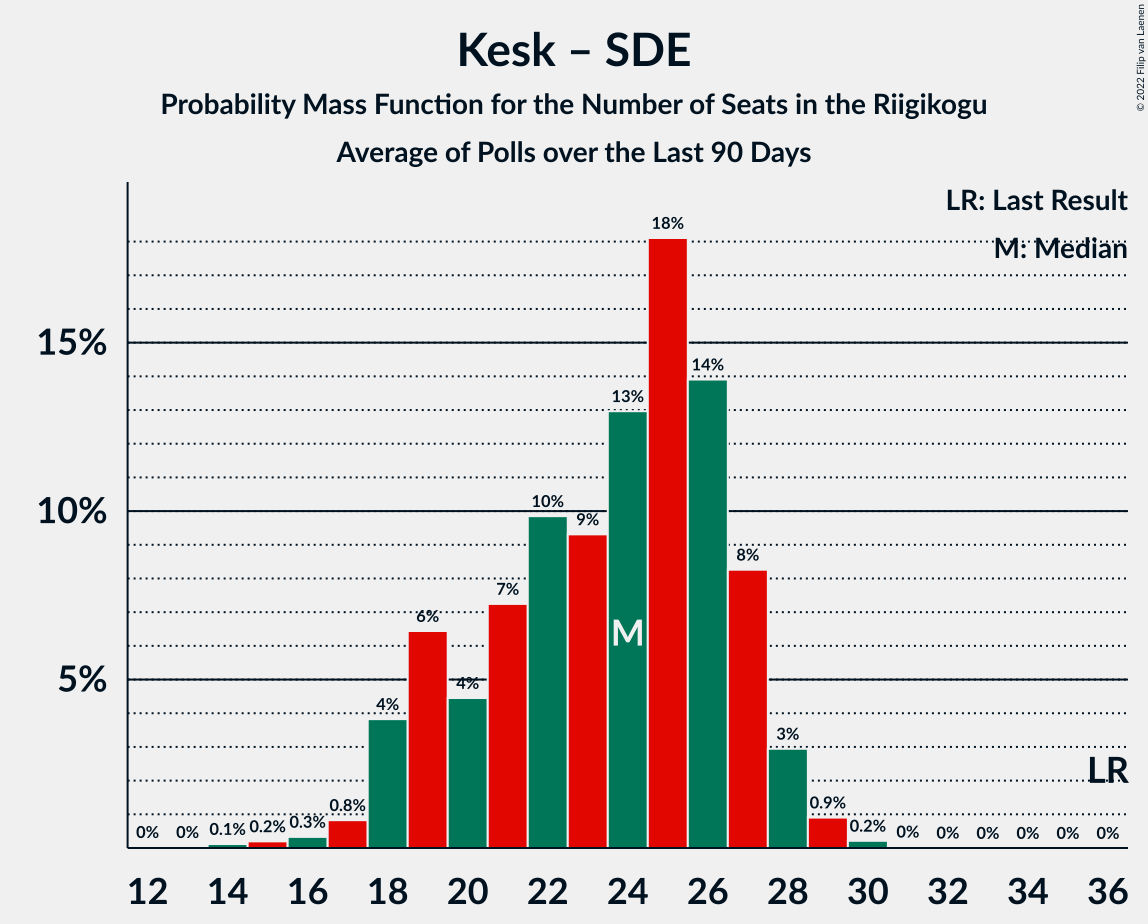 Kesk – SDE
Probability Mass Function for the Number of Seats in the Riigikogu
Average of Polls over the Last 90 Days
© 2022 Filip van Laenen
LR: Last Result
M: Median
15%
10%
5%
0% 0% 0.1% 0.2% 0.3% 0.8% 4% 6% 4% 7% 10% 9% 13% 18% 14% 8% 3% 0.9% 0.2% 0% 0% 0% 0% 0% 0%
M
LR
12 14 16 18 20 22 24 26 28 30 32 34 36